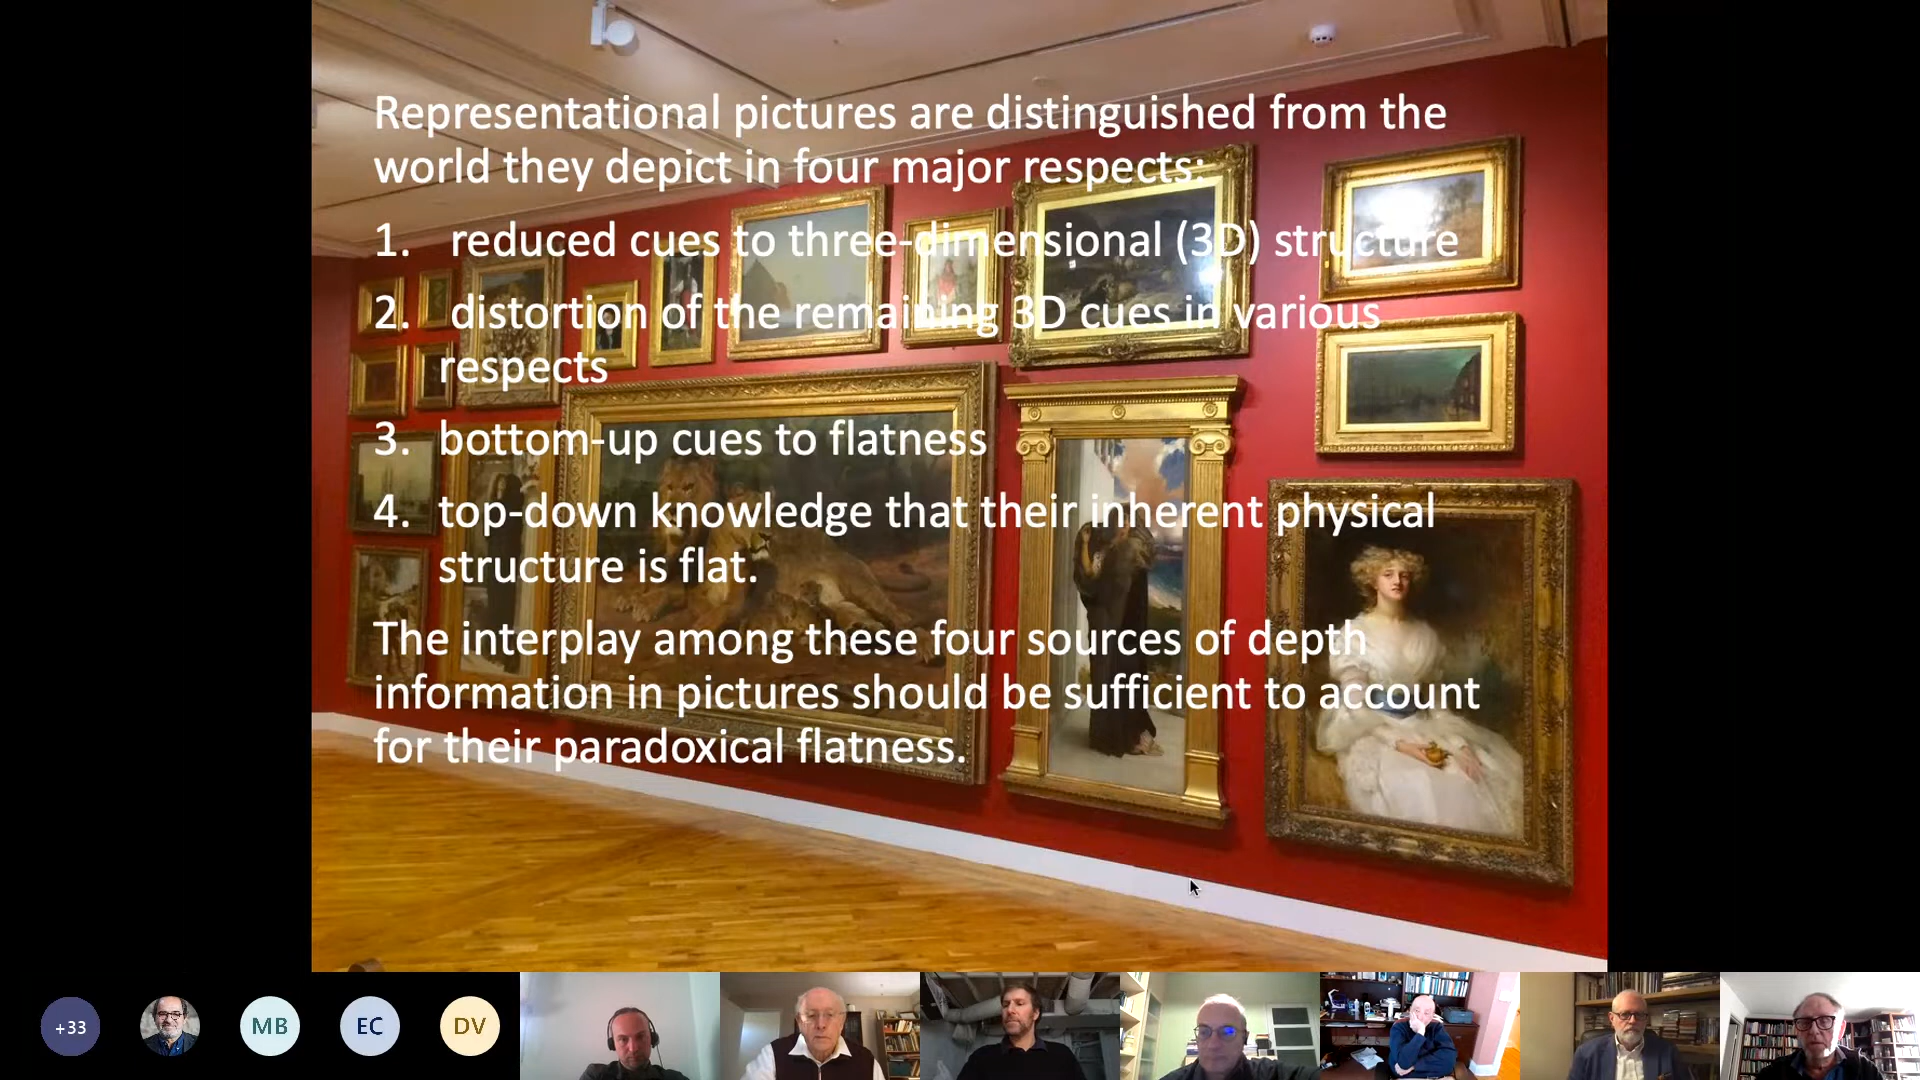 Representational pictures are distinguished from the
world they depict in four major respects:
1. reduced cues to three-dimensional (3D) structure
2. distortion of the remaining 3D cues in various
respects
3. bottom-up cues to flatness
4. top-down knowledge that their inherent physical
structure is flat.
The interplay among these four sources of depth
information in pictures should be sufficient to account
for their paradoxical flatness.
+33 MB EC DV